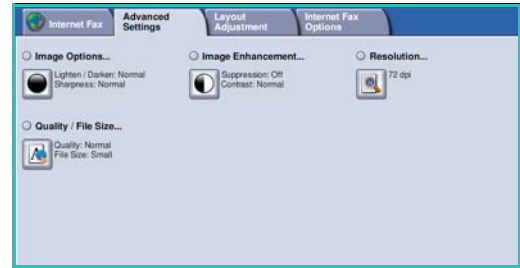 Internet Fax
Advanced
Settings
Layout
Adjustment
Internet Fax
Options
Image Options...
Lighten / Darken: Normal
Sharpness: Normal
Image Enhancement...
Suppression: Off
Contrast: Normal
Resolution...
72 dpi
Quality / File Size...
Quality: Normal
File Size: Small